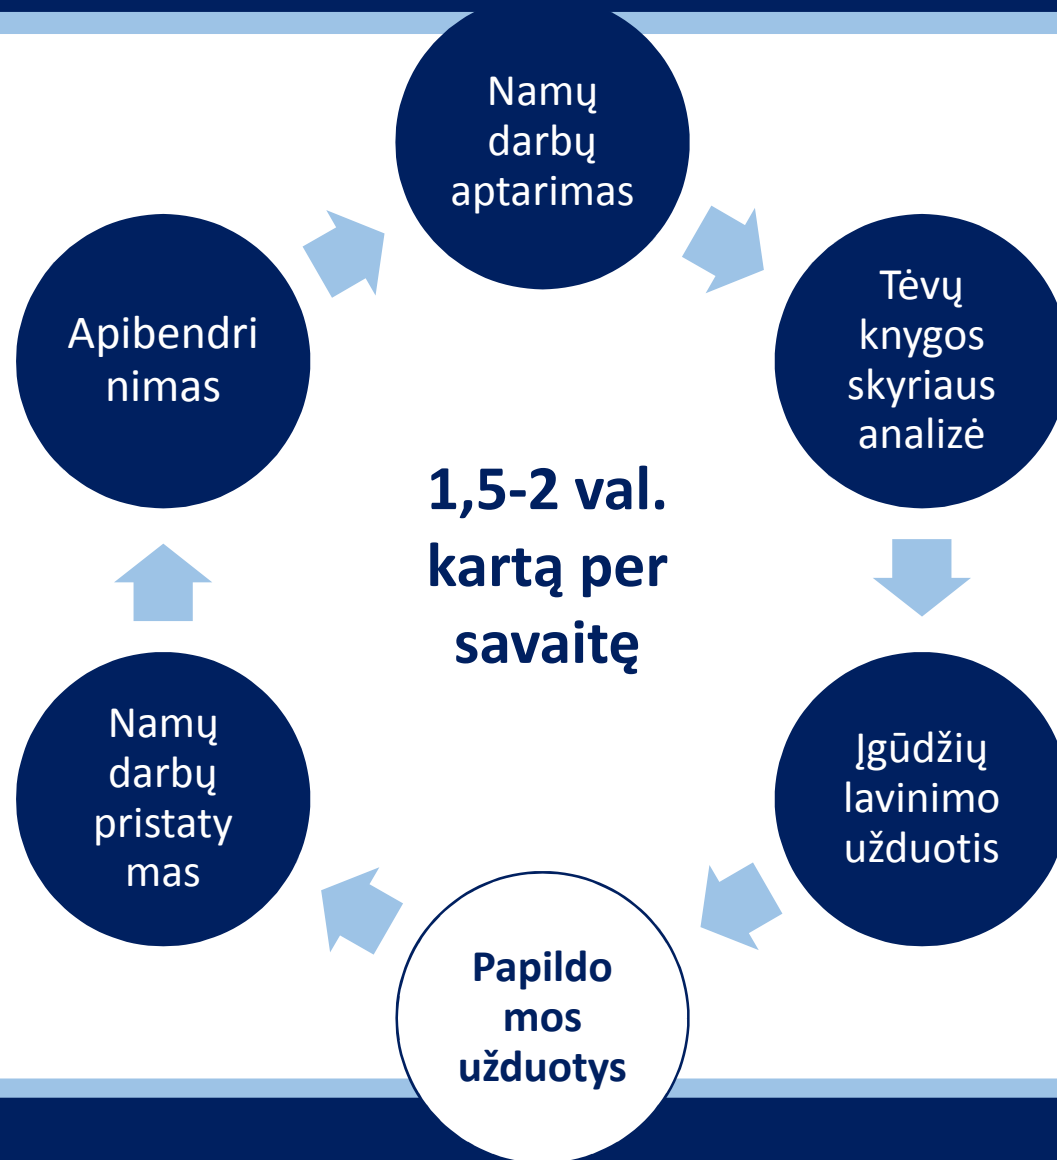 Namų
darbų
aptarimas
Tėvų
knygos
skyriaus
analizė
Įgūdžių
lavinimo
užduotis
Papildo
mos
užduotys
Namų
darbų
pristaty
mas
Apibendri
nimas
1,5-2 val.
kartą per
savaitę